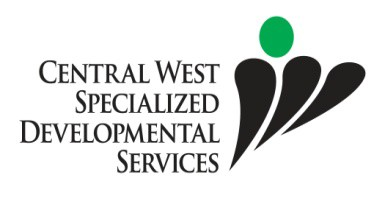 CENTRAL WEST
SPECIALIZED
DEVELOPMENTAL
SERVICES